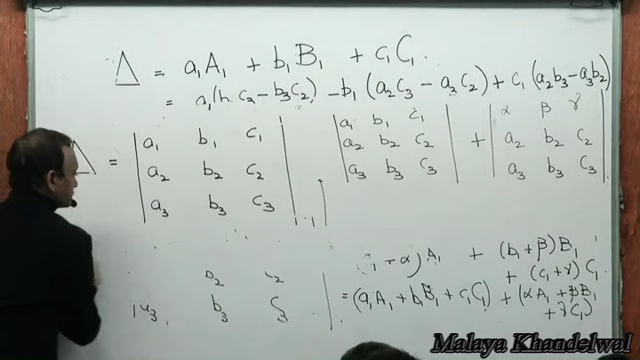 Δ = a₁A₁ + b₁B₁ + c₁C₁.
= a₁(b₂c₃ − b₃c₂) − b₁(a₂c₃ − a₃c₂) + c₁(a₂b₃ − a₃b₂)
Δ = | a₁ b₁ c₁ |
| a₂ b₂ c₂ |
| a₃ b₃ c₃ |
| a₁ b₁ c₁ | + | α β γ |
| a₂ b₂ c₂ | | a₂ b₂ c₂ |
| a₃ b₃ c₃ | | a₃ b₃ c₃ |
b₂ c₂
b₃ c₃
+ α) A₁ + (b₁ + β) B₁
+ (c₁ + γ) C₁
= (a₁A₁ + b₁B₁ + c₁C₁) + (αA₁ + βB₁
+ γC₁)
Malaya Khandelwal